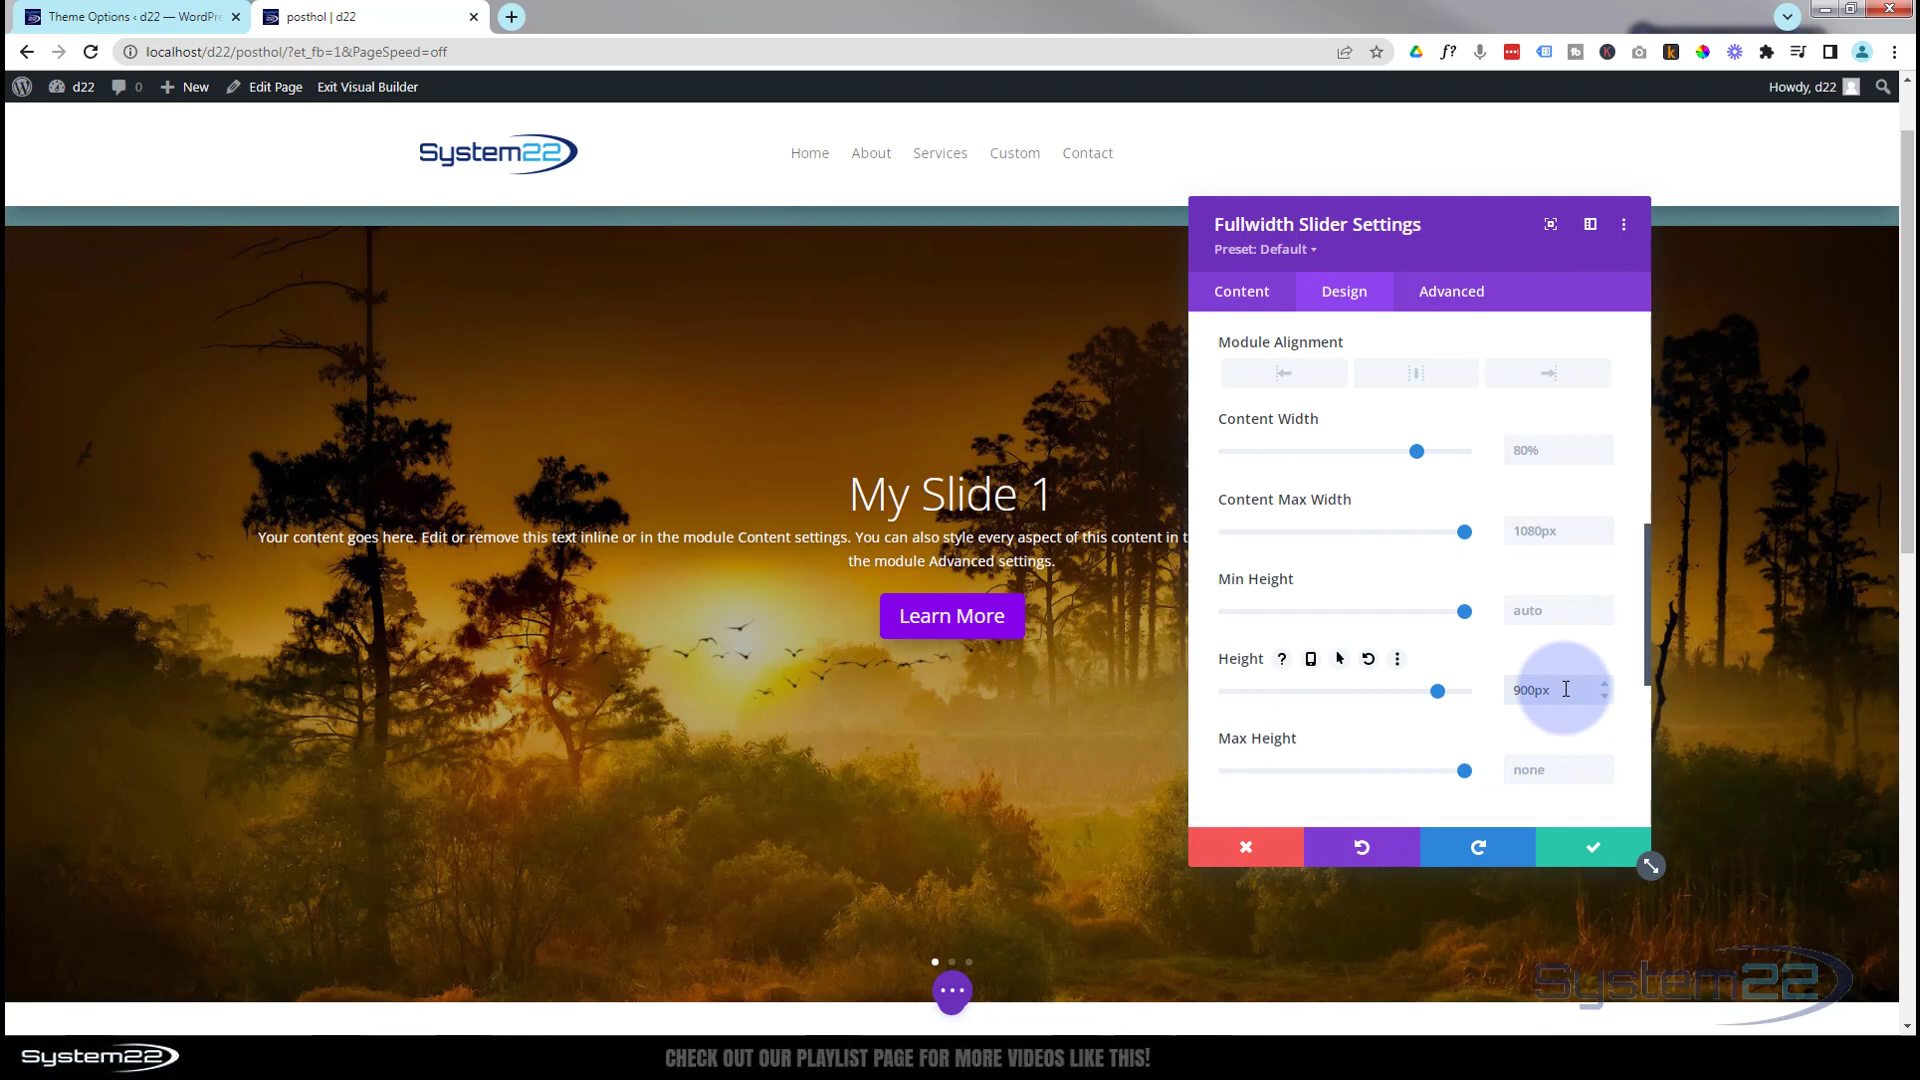 Theme Options ‹ d22 — WordPre
posthol | d22
localhost/d22/posthol/?et_fb=1&PageSpeed=off
d22
0
New
Edit Page
Exit Visual Builder
Howdy, d22
System22
Home
About
Services
Custom
Contact
My Slide 1
Your content goes here. Edit or remove this text inline or in the module Content settings. You can also style every aspect of this content in t
the module Advanced settings.
Learn More
Fullwidth Slider Settings
Preset: Default
Content
Design
Advanced
Module Alignment
Content Width
80%
Content Max Width
1080px
Min Height
auto
Height
900px
Max Height
none
System22
System22
CHECK OUT OUR PLAYLIST PAGE FOR MORE VIDEOS LIKE THIS!